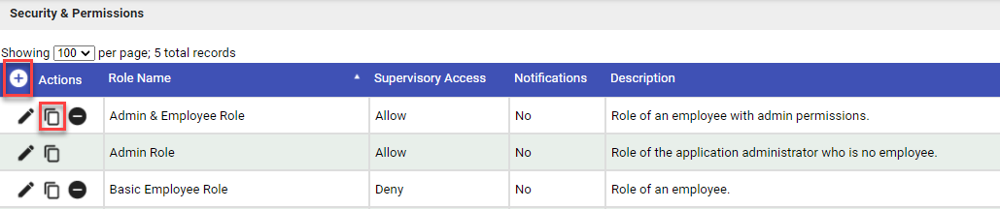 Security & Permissions
Showing 100 per page; 5 total records
Actions Role Name Supervisory Access Notifications Description
Admin & Employee Role Allow No Role of an employee with admin permissions.
Admin Role Allow No Role of the application administrator who is no employee.
Basic Employee Role Deny No Role of an employee.